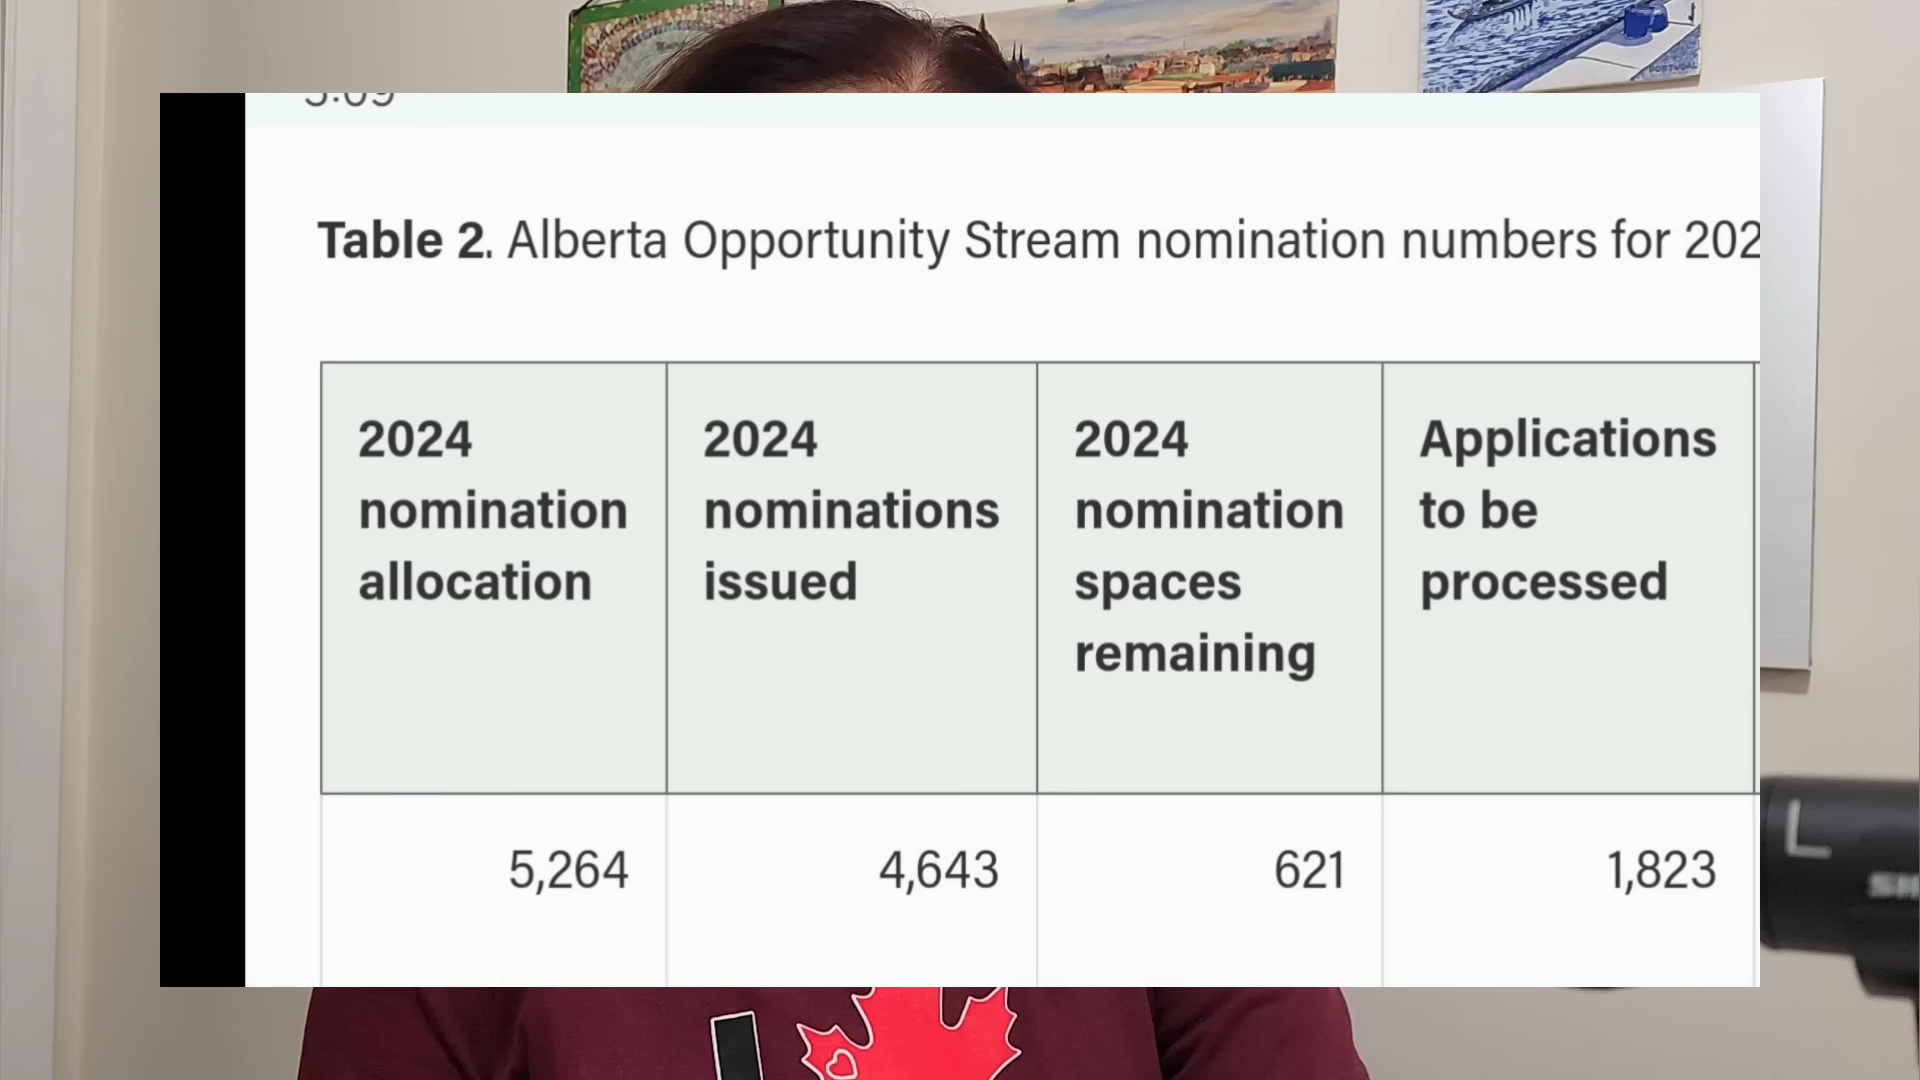 Table 2. Alberta Opportunity Stream nomination numbers for 202
2024 nomination allocation
2024 nominations issued
2024 nomination spaces remaining
Applications to be processed
5,264
4,643
621
1,823
L